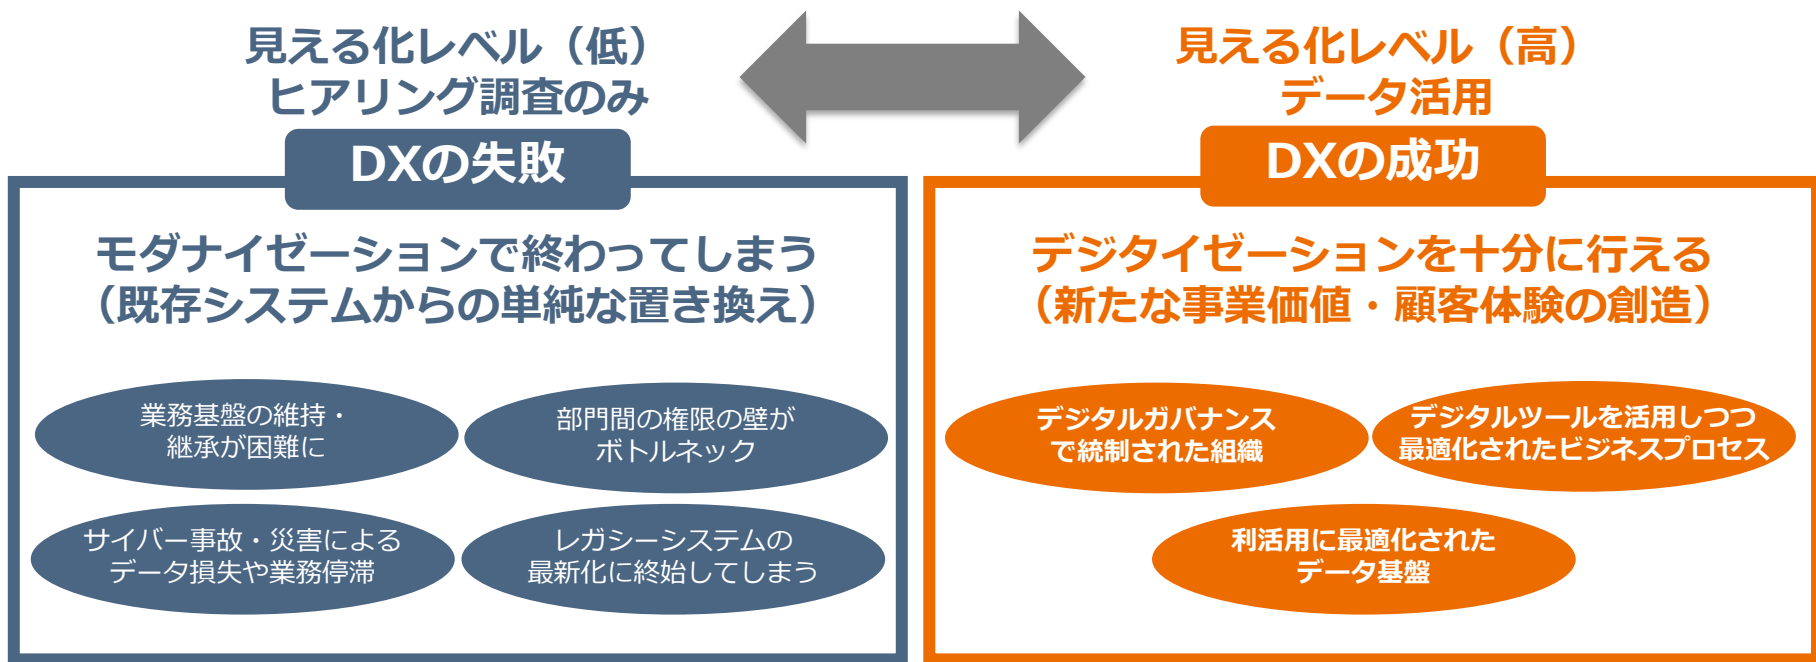 見える化レベル（低）
ヒアリング調査のみ
DXの失敗
モダナイゼーションで終わってしまう
（既存システムからの単純な置き換え）
業務基盤の維持・
継承が困難に
部門間の権限の壁が
ボトルネック
サイバー事故・災害による
データ損失や業務停滞
レガシーシステムの
最新化に終始してしまう
見える化レベル（高）
データ活用
DXの成功
デジタイゼーションを十分に行える
（新たな事業価値・顧客体験の創造）
デジタルガバナンス
で統制された組織
デジタルツールを活用しつつ
最適化されたビジネスプロセス
利活用に最適化された
データ基盤